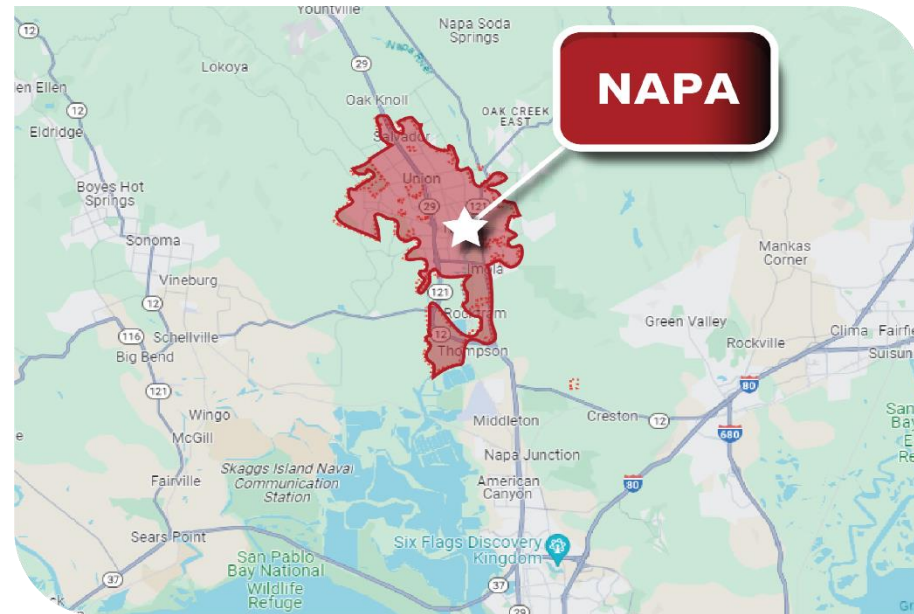 Yountville
12
Napa Soda
Springs
Napa River
29
Lokoya
en Ellen
12
Oak Knoll
OAK CREEK
EAST
NAPA
Eldridge
Salvador
Union
Boyes Hot
Springs
29
121
Sonoma
Mankas
Corner
Imola
Vineburg
121
12
Rocktram
Green Valley
116
Schellville
12
Rockville
Clima
Fairfie
Big Bend
Thompson
Suisun
121
80
Wingo
Middleton
Creston
12
680
McGill
Napa Junction
Skaggs Island Naval
Communication
Station
Fairville
80
American
Canyon
Sears Point
Six Flags Discovery
Kingdom
San Pablo
Bay National
Wildlife
Refuge
37
37
29